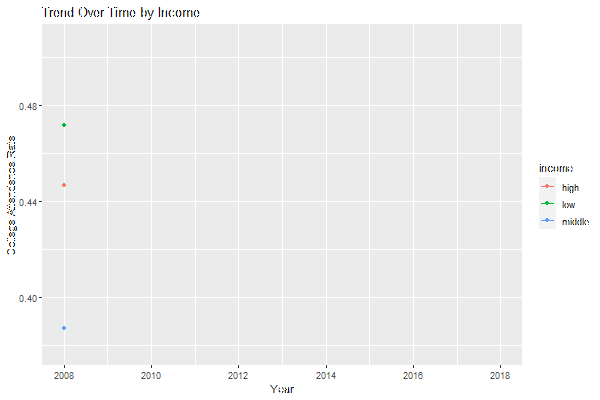 Trend Over Time by Income
College Attendance Rate
0.48
0.44
0.40
2008 2010 2012 2014 2016 2018
Year
income
high
low
middle